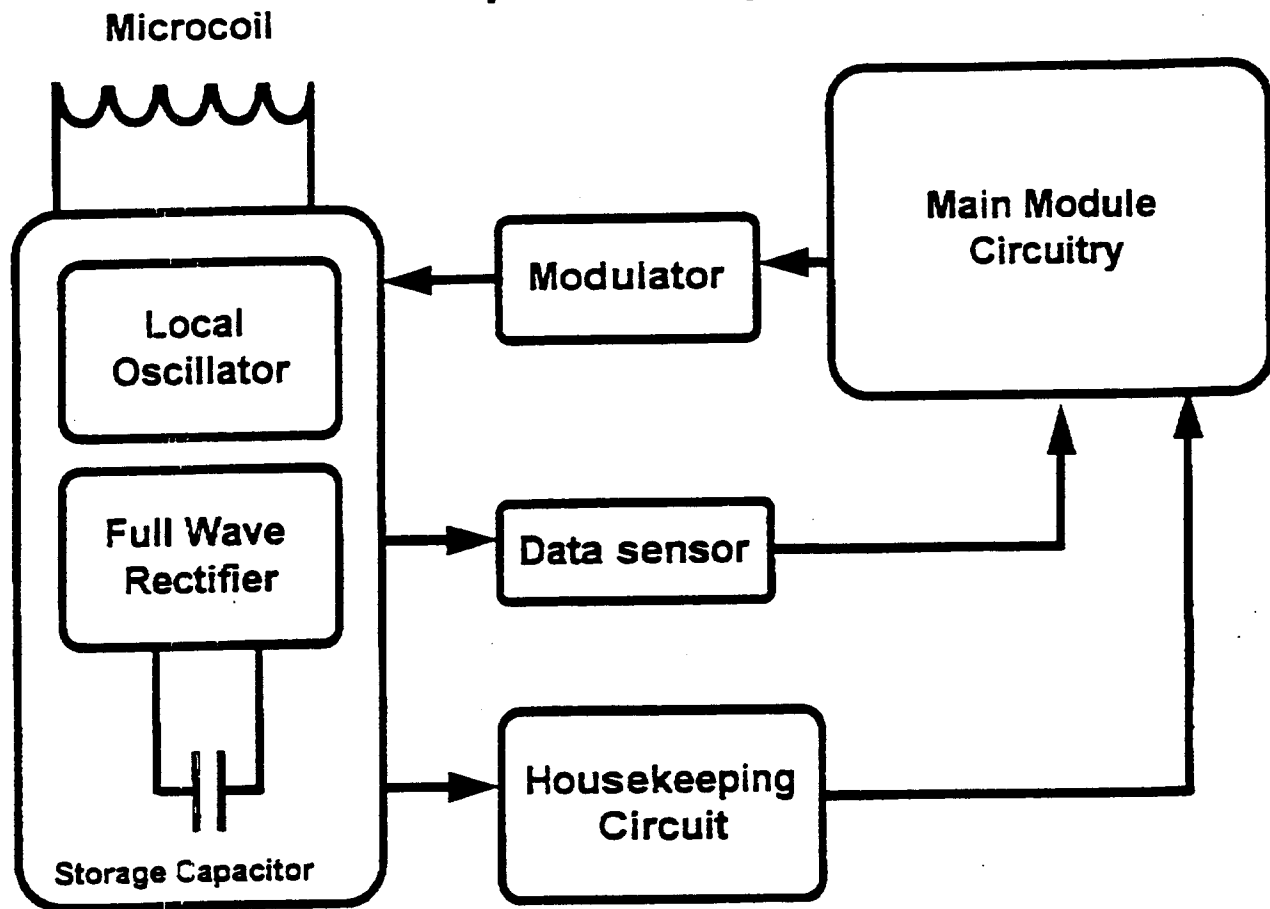 Microcoil
Main Module
Circuitry
Modulator
Local
Oscillator
Full Wave
Rectifier
Data sensor
Housekeeping
Circuit
Storage Capacitor